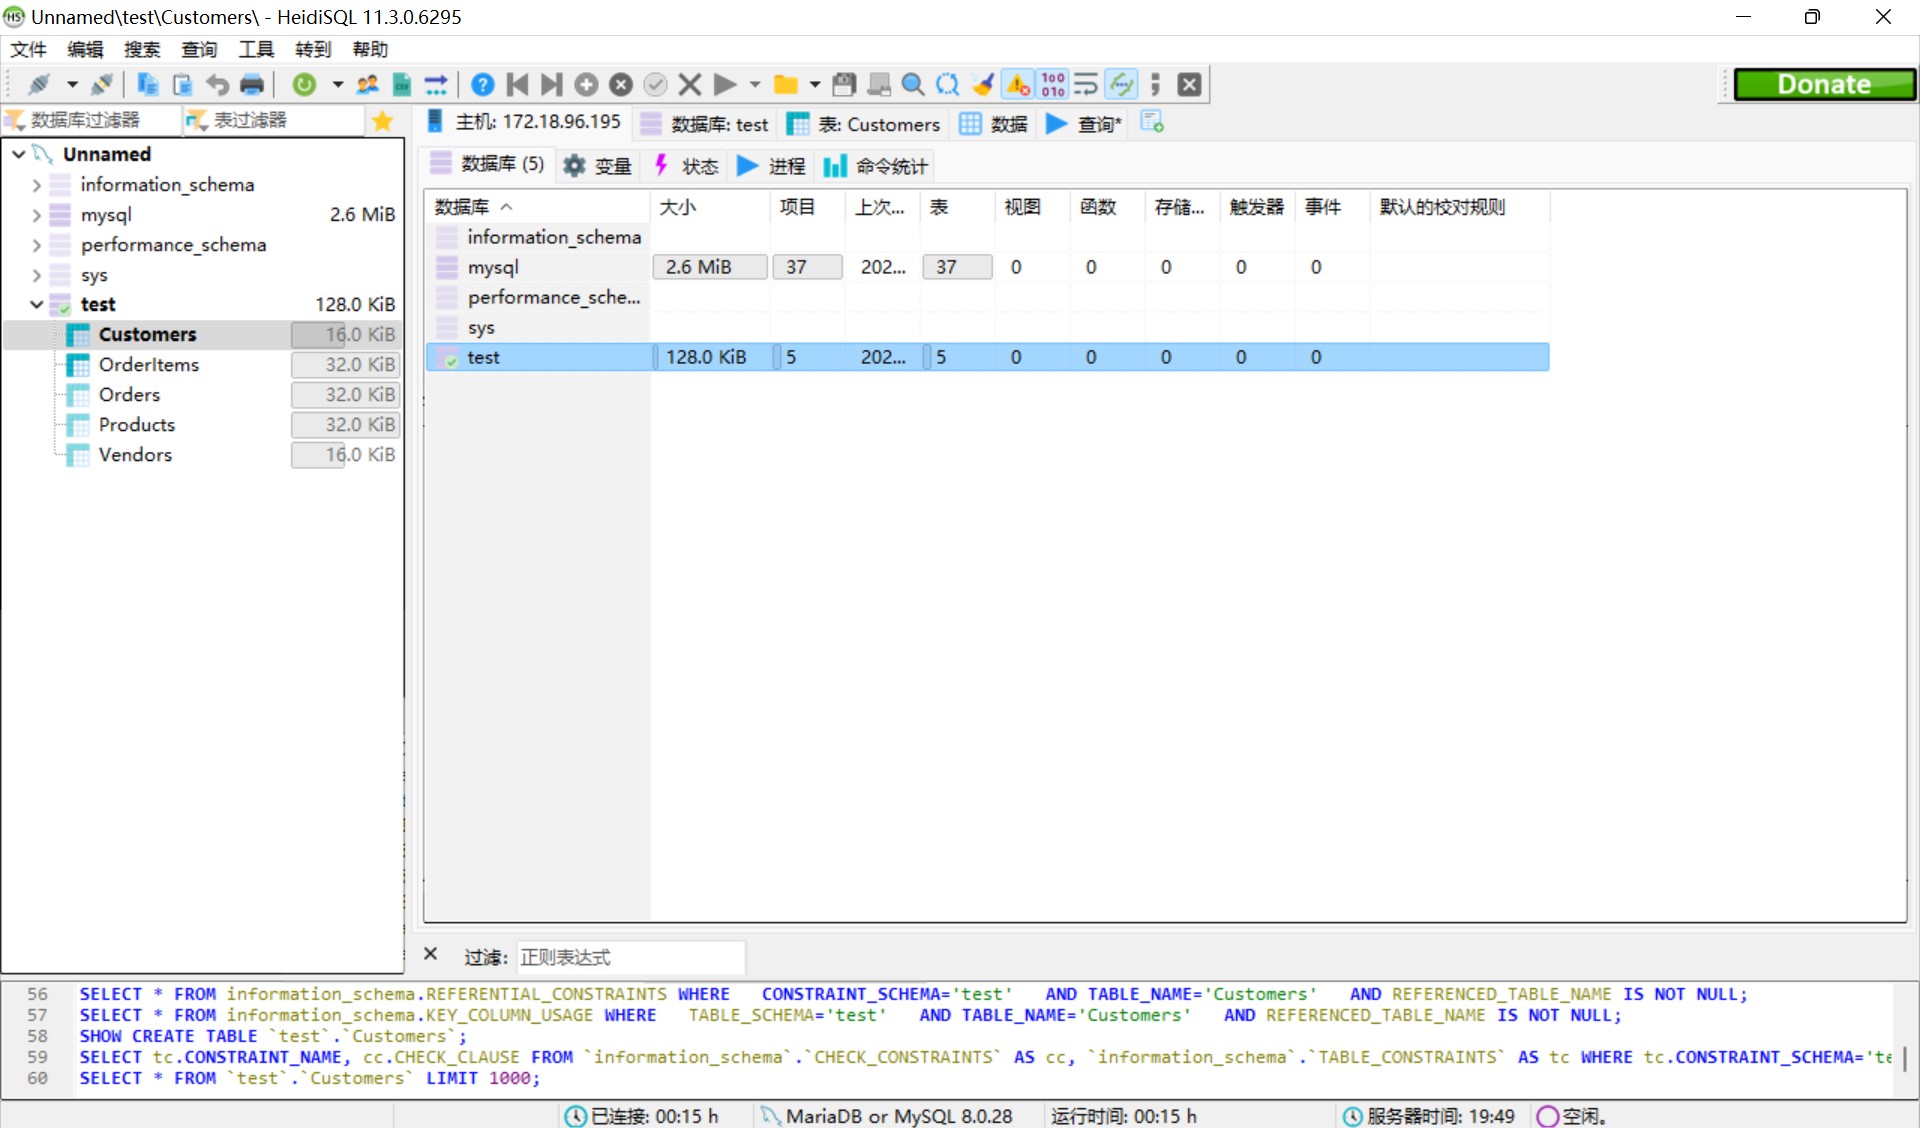 Unnamed\test\Customers\ - HeidiSQL 11.3.0.6295
文件 编辑 搜索 查询 工具 转到 帮助
Donate
数据库过滤器 表过滤器
主机: 172.18.96.195 数据库: test 表: Customers 数据 查询*
数据库 (5) 变量 状态 进程 命令统计
Unnamed
information_schema
mysql 2.6 MiB
performance_schema
sys
test 128.0 KiB
Customers 16.0 KiB
OrderItems 32.0 KiB
Orders 32.0 KiB
Products 32.0 KiB
Vendors 16.0 KiB
数据库 大小 项目 上次... 表 视图 函数 存储... 触发器 事件 默认的校对规则
information_schema
mysql 2.6 MiB 37 202... 37 0 0 0 0 0
performance_sche...
sys
test 128.0 KiB 5 202... 5 0 0 0 0 0
过滤: 正则表达式
56 SELECT * FROM information_schema.REFERENTIAL_CONSTRAINTS WHERE   CONSTRAINT_SCHEMA='test'   AND TABLE_NAME='Customers'   AND REFERENCED_TABLE_NAME IS NOT NULL;
57 SELECT * FROM information_schema.KEY_COLUMN_USAGE WHERE   TABLE_SCHEMA='test'   AND TABLE_NAME='Customers'   AND REFERENCED_TABLE_NAME IS NOT NULL;
58 SHOW CREATE TABLE `test`.`Customers`;
59 SELECT tc.CONSTRAINT_NAME, cc.CHECK_CLAUSE FROM `information_schema`.`CHECK_CONSTRAINTS` AS cc, `information_schema`.`TABLE_CONSTRAINTS` AS tc WHERE tc.CONSTRAINT_SCHEMA='te
60 SELECT * FROM `test`.`Customers` LIMIT 1000;
已连接: 00:15 h MariaDB or MySQL 8.0.28 运行时间: 00:15 h 服务器时间: 19:49 空闲。